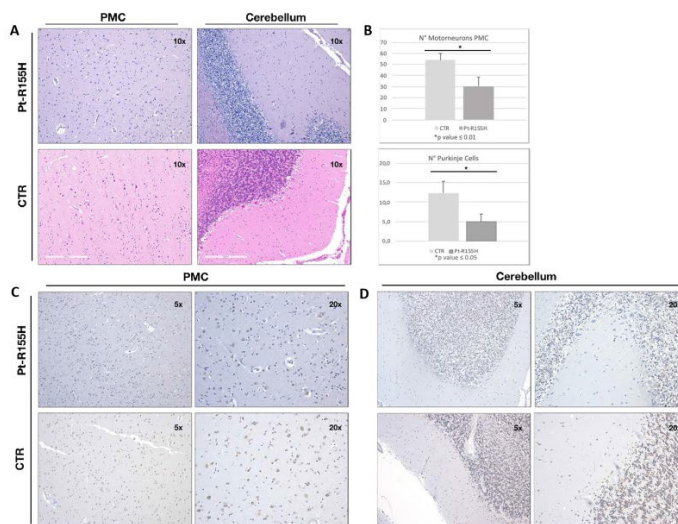 PMC
Cerebellum
A
Pt-R155H
10x
10x
CTR
10x
10x
B
N° Motorneurons PMC
*
70
60
50
40
30
20
10
0
CTR Pt-R155H
*p value ≤ 0.01
N° Purkinje Cells
*
20,0
15,0
10,0
5,0
0,0
CTR Pt-R155H
*p value ≤ 0.05
PMC
C
Pt-R155H
5x
20x
CTR
5x
20x
Cerebellum
D
5x
20x
5x
20x